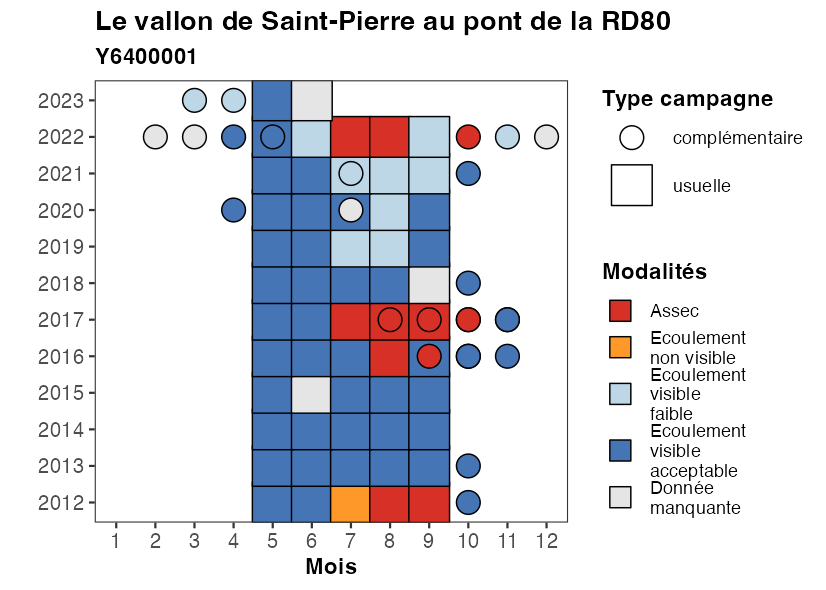 Le vallon de Saint-Pierre au pont de la RD80
Y6400001
2023
2022
2021
2020
2019
2018
2017
2016
2015
2014
2013
2012
1 2 3 4 5 6 7 8 9 10 11 12
Mois
Type campagne
complémentaire
usuelle
Modalités
Assec
Ecoulement
non visible
Ecoulement
visible
faible
Ecoulement
visible
acceptable
Donnée
manquante